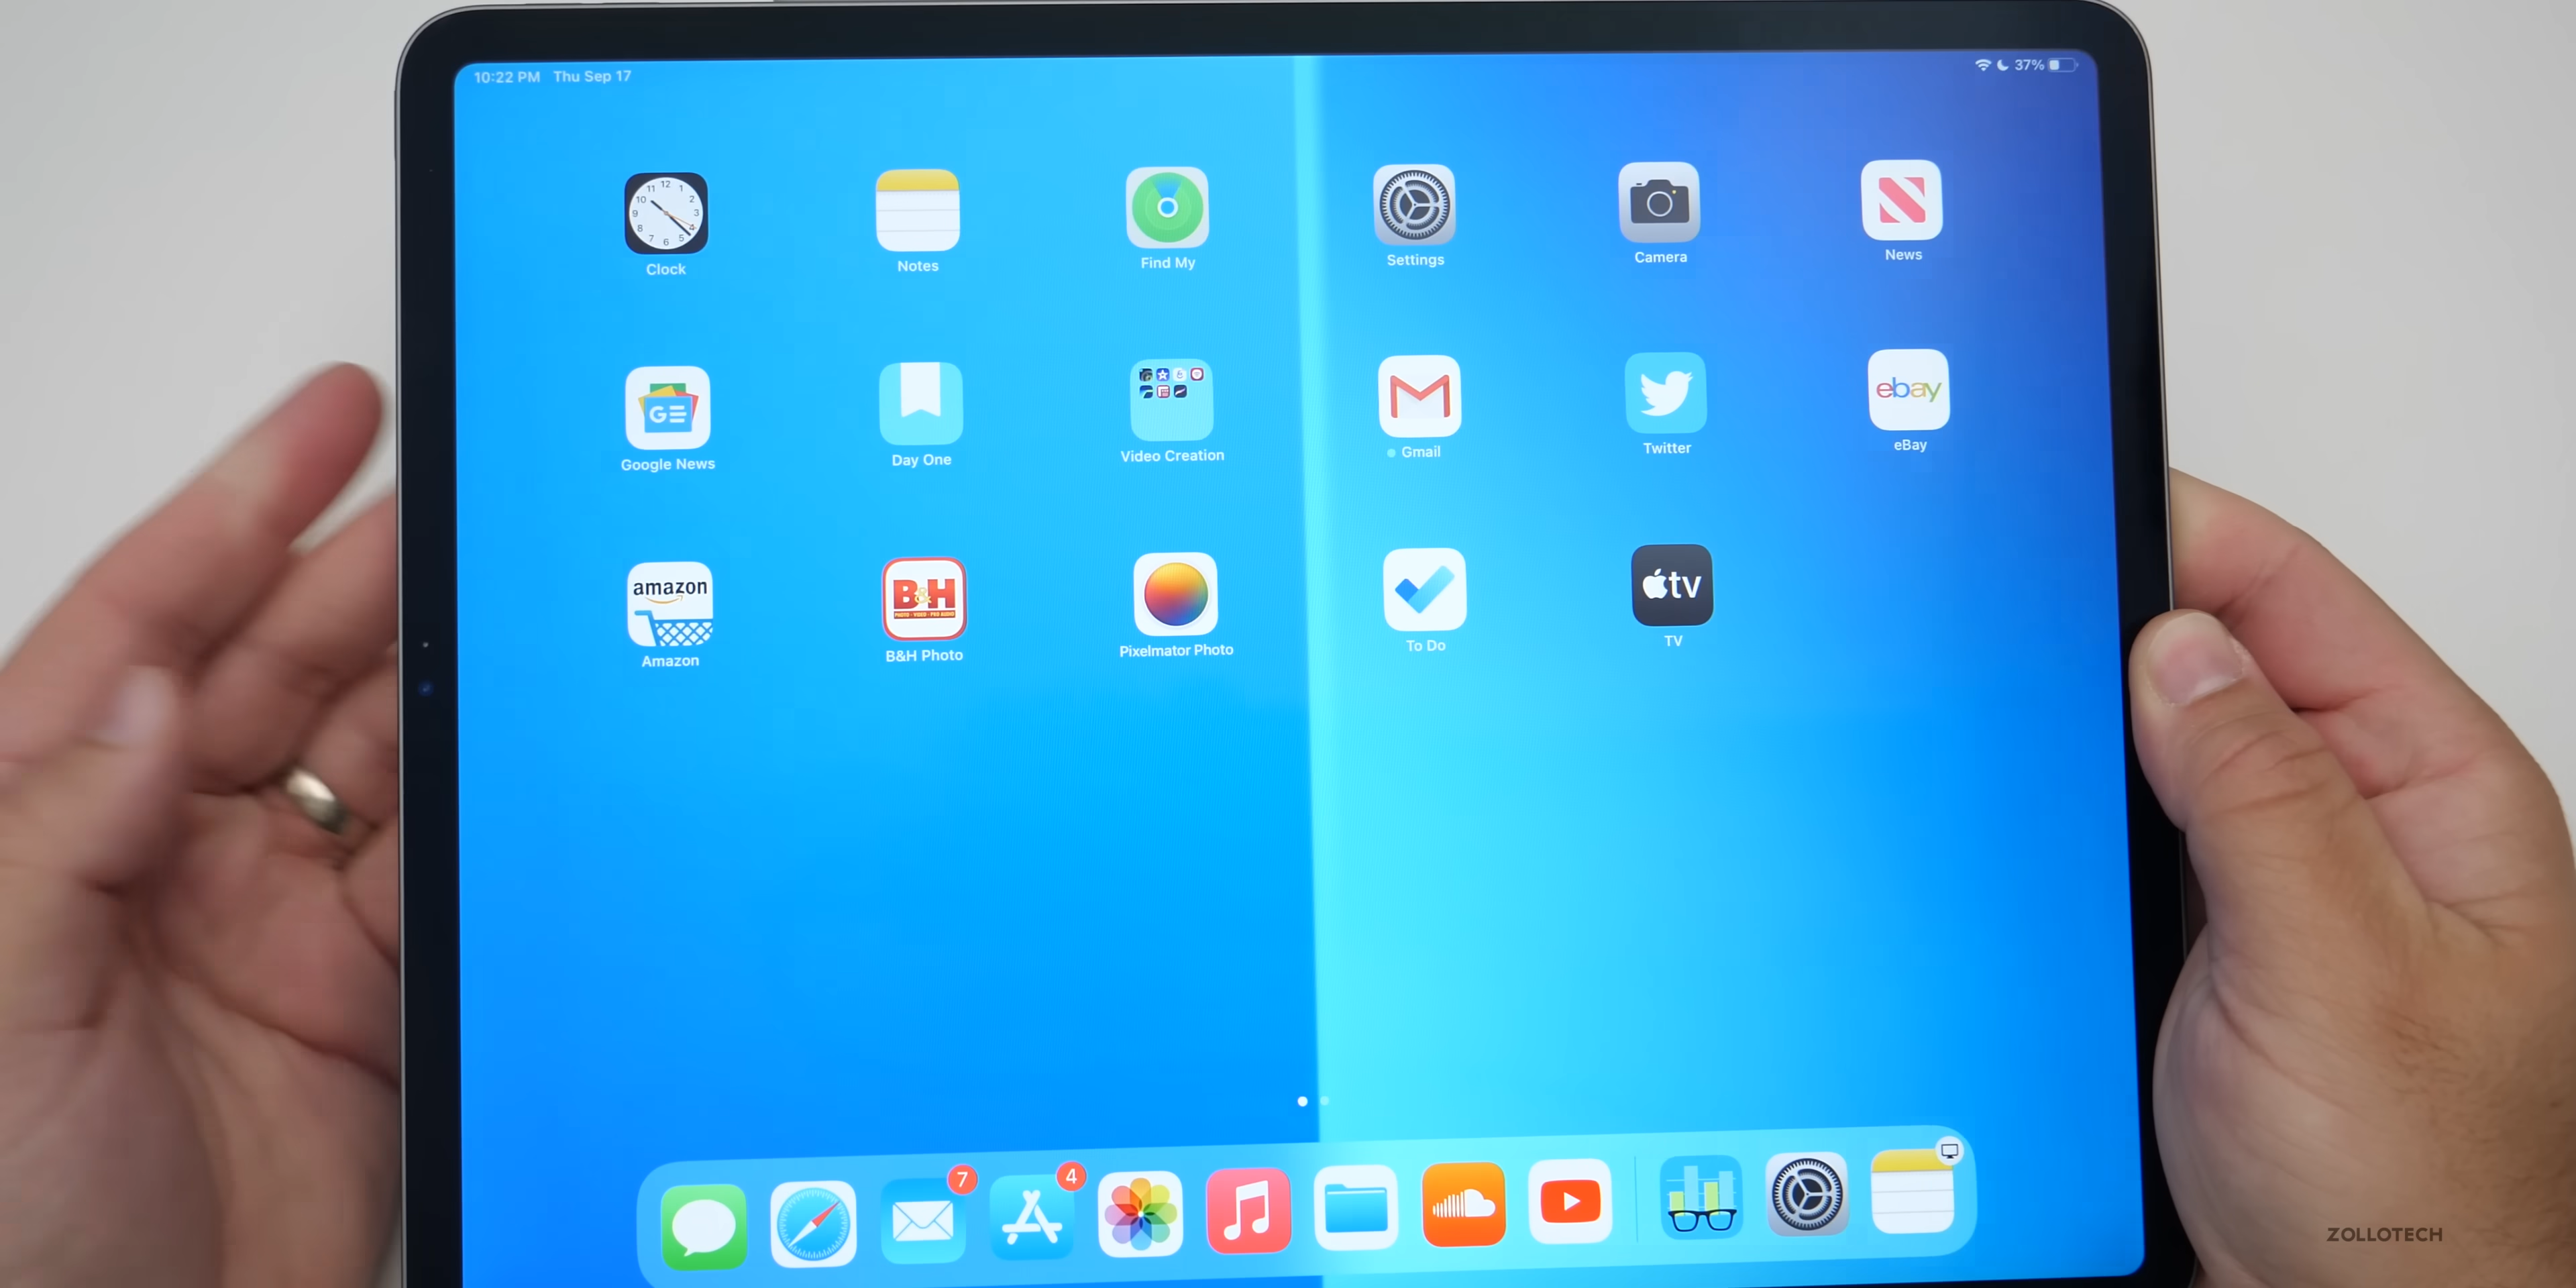 10:22 PM Thu Sep 17
37%
Clock
Notes
Find My
Settings
Camera
News
Google News
Day One
Video Creation
Gmail
Twitter
ebay
eBay
amazon
Amazon
B&H
B&H Photo
Pixelmator Photo
To Do
tv
TV
7
4
ZOLLOTECH